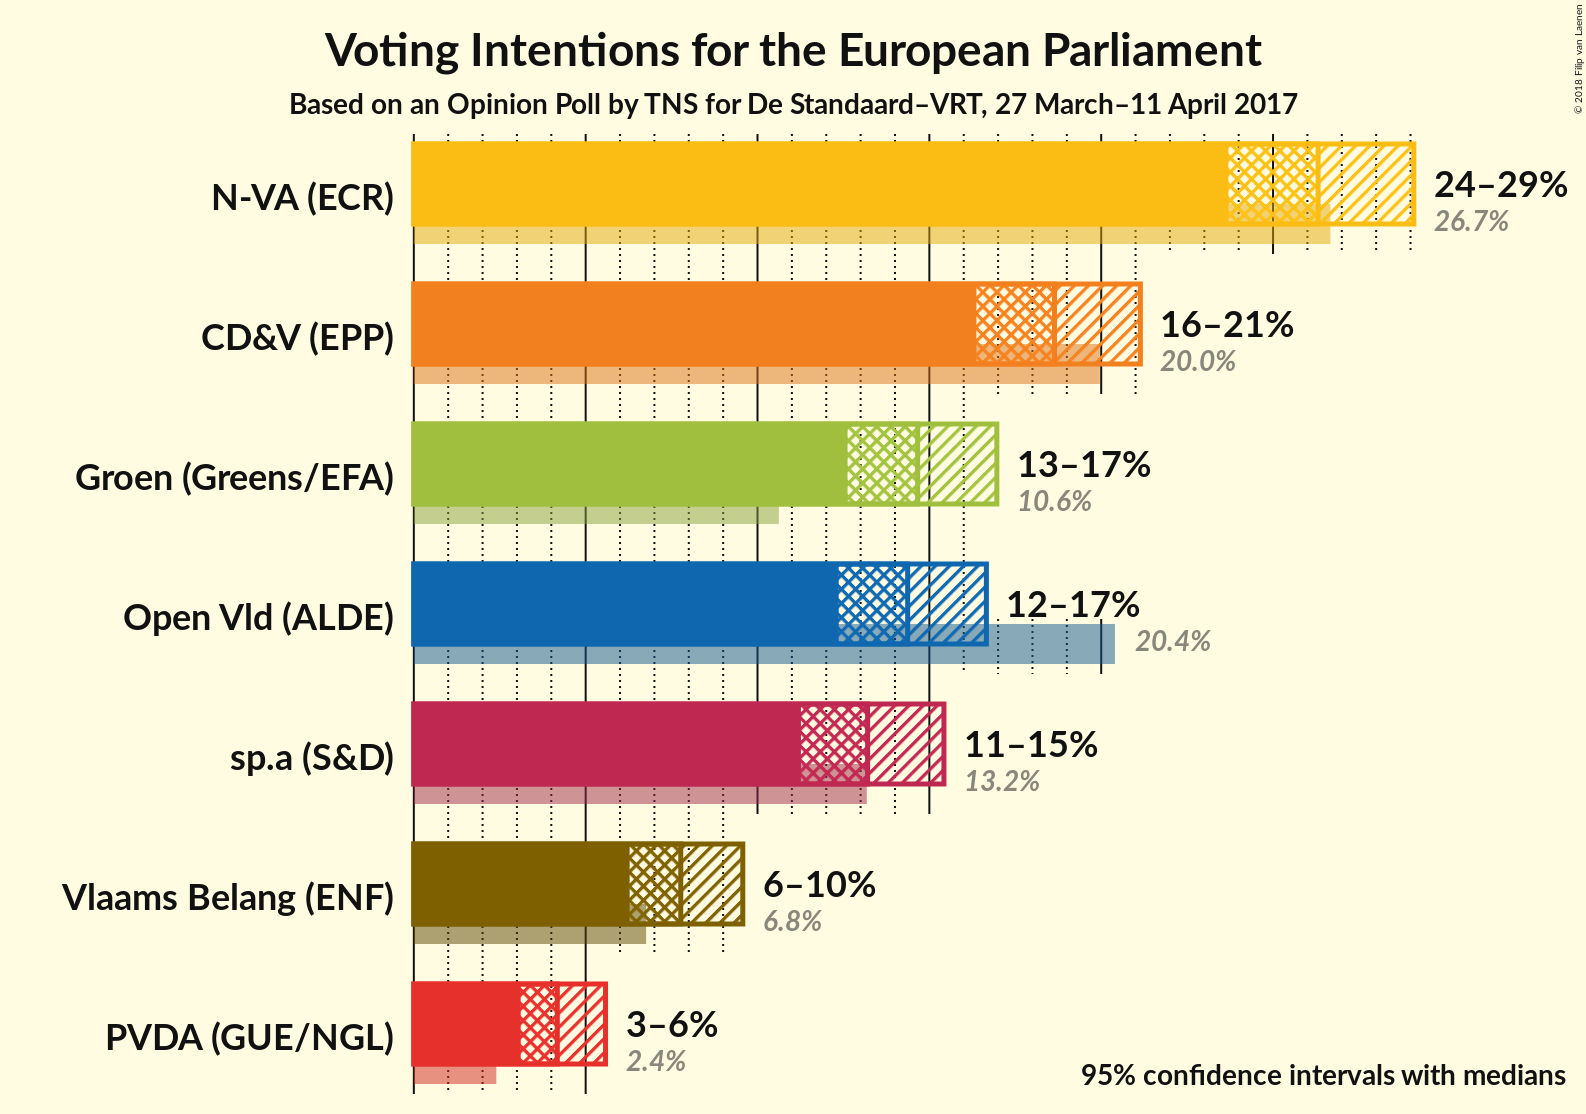 Voting Intentions for the European Parliament
Based on an Opinion Poll by TNS for De Standaard–VRT, 27 March–11 April 2017
© 2018 Filip van Laenen
N-VA (ECR)
24–29%
26.7%
CD&V (EPP)
16–21%
20.0%
Groen (Greens/EFA)
13–17%
10.6%
Open Vld (ALDE)
12–17%
20.4%
sp.a (S&D)
11–15%
13.2%
Vlaams Belang (ENF)
6–10%
6.8%
PVDA (GUE/NGL)
3–6%
2.4%
95% confidence intervals with medians